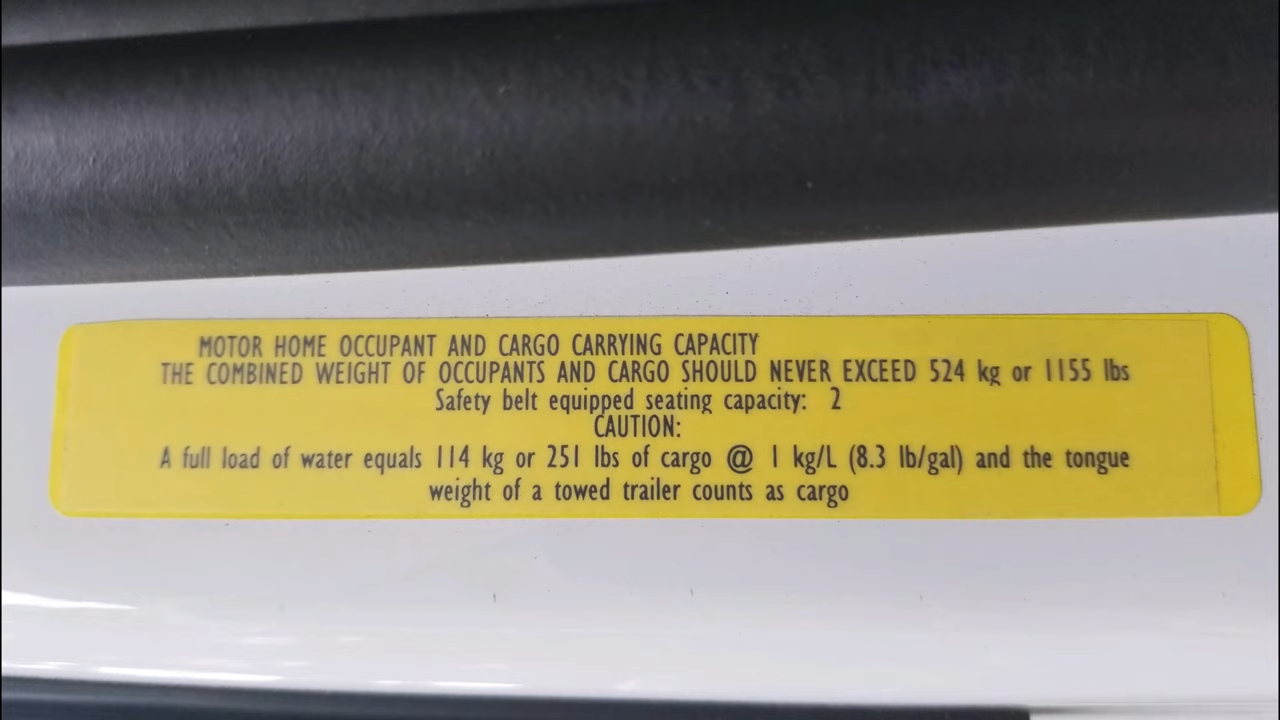 MOTOR HOME OCCUPANT AND CARGO CARRYING CAPACITY
THE COMBINED WEIGHT OF OCCUPANTS AND CARGO SHOULD NEVER EXCEED 524 kg or 1155 lbs
Safety belt equipped seating capacity: 2
CAUTION:
A full load of water equals 114 kg or 251 lbs of cargo @ 1 kg/L (8.3 lb/gal) and the tongue
weight of a towed trailer counts as cargo